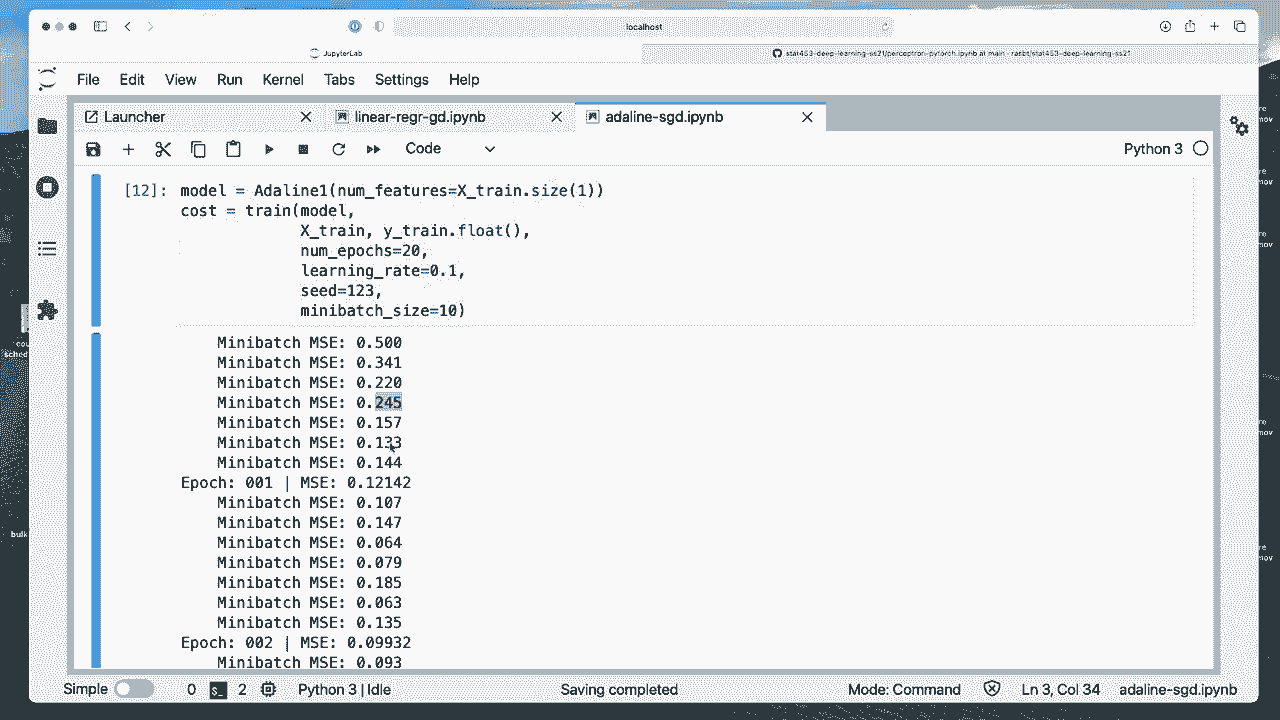 localhost
JupyterLab
stat453-deep-learning-ss21/perceptron-pytorch.ipynb at main · rasbt/stat453-deep-learning-ss21
File Edit View Run Kernel Tabs Settings Help
Launcher
linear-regr-gd.ipynb
adaline-sgd.ipynb
Code
Python 3
[12]: model = Adaline1(num_features=X_train.size(1))
cost = train(model,
X_train, y_train.float(),
num_epochs=20,
learning_rate=0.1,
seed=123,
minibatch_size=10)
Minibatch MSE: 0.500
Minibatch MSE: 0.341
Minibatch MSE: 0.220
Minibatch MSE: 0.245
Minibatch MSE: 0.157
Minibatch MSE: 0.133
Minibatch MSE: 0.144
Epoch: 001 | MSE: 0.12142
Minibatch MSE: 0.107
Minibatch MSE: 0.147
Minibatch MSE: 0.064
Minibatch MSE: 0.079
Minibatch MSE: 0.185
Minibatch MSE: 0.063
Minibatch MSE: 0.135
Epoch: 002 | MSE: 0.09932
Minibatch MSE: 0.093
Simple 0 $_ 2 Python 3 | Idle Saving completed Mode: Command Ln 3, Col 34 adaline-sgd.ipynb